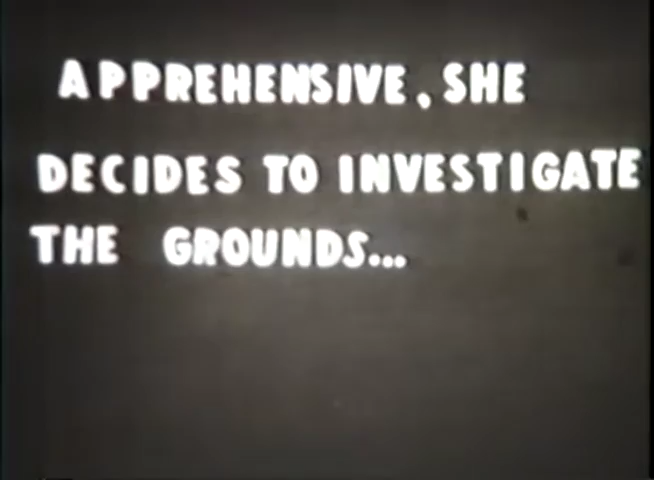 APPREHENSIVE, SHE
DECIDES TO INVESTIGATE
THE GROUNDS...